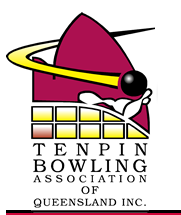 TENPIN
BOWLING
ASSOCIATION
OF
QUEENSLAND INC.